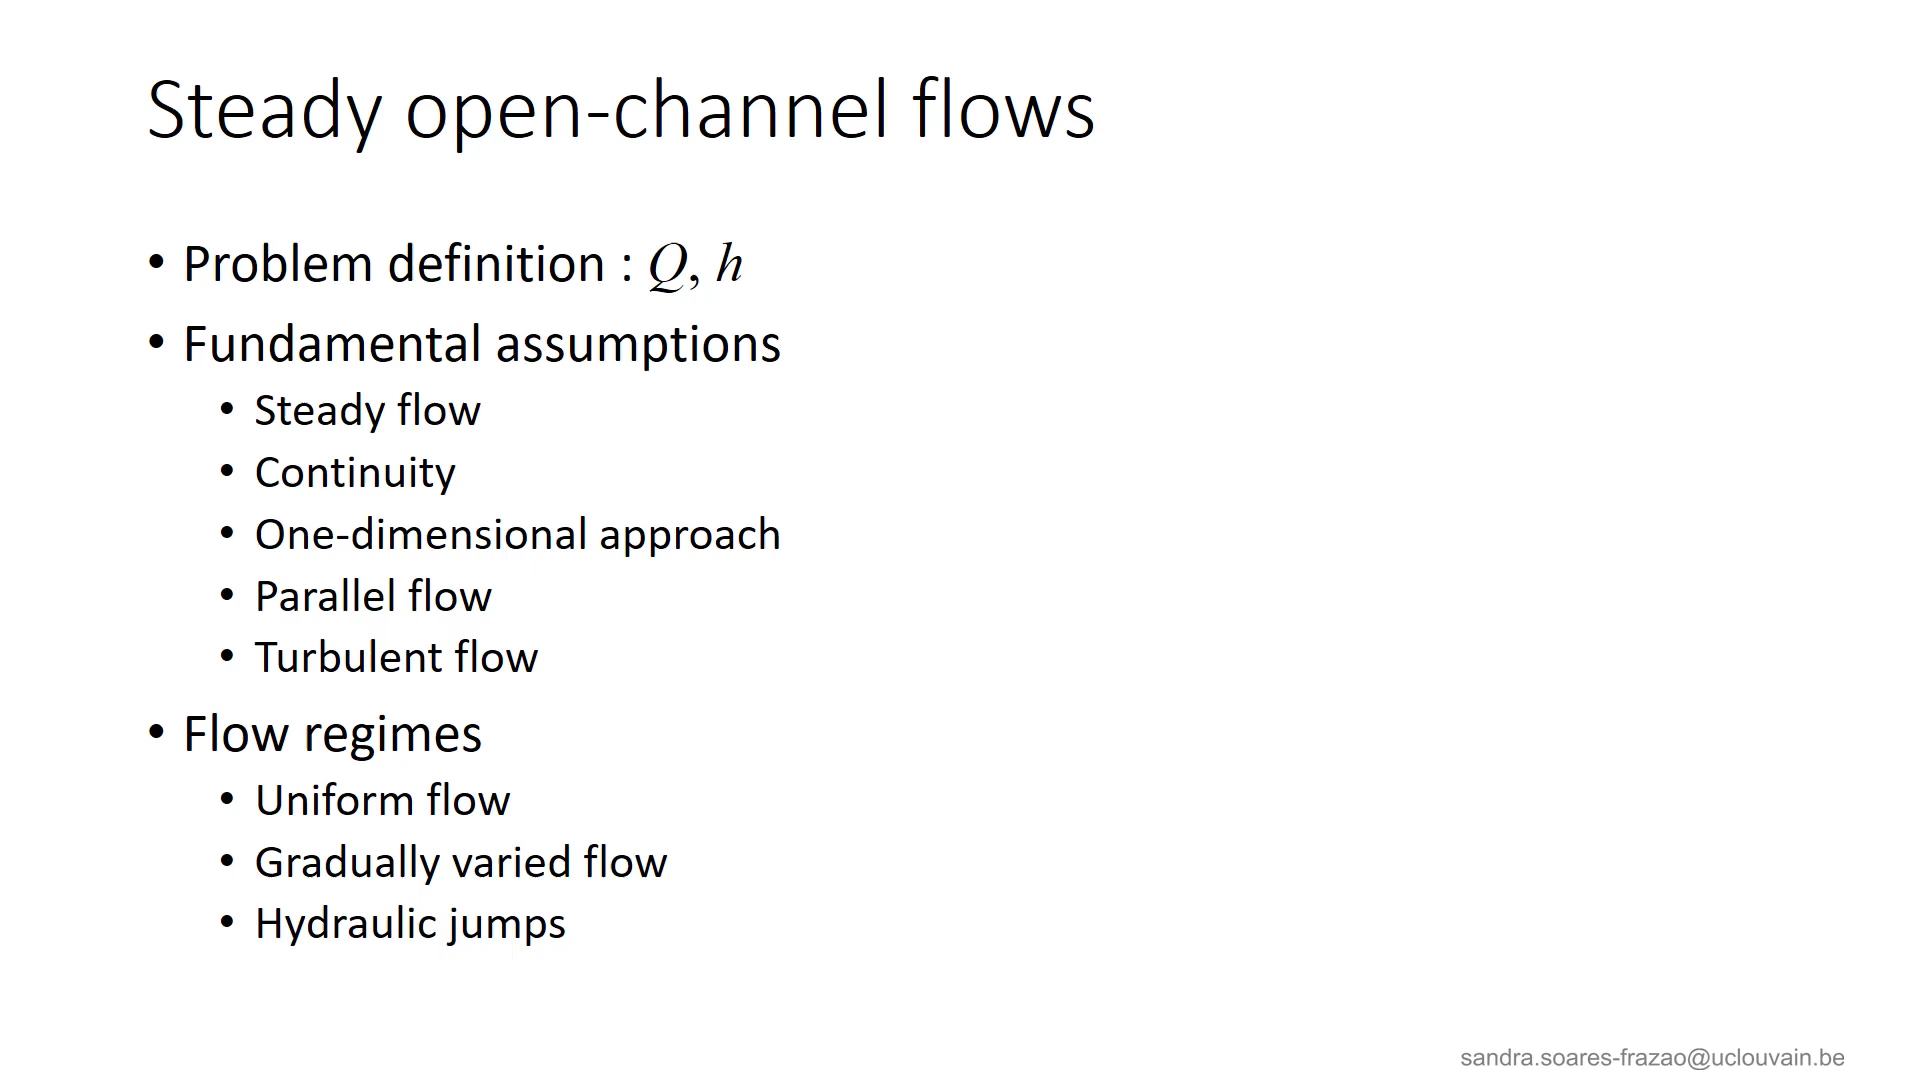 Steady open-channel flows
• Problem definition : Q, h
• Fundamental assumptions
• Steady flow
• Continuity
• One-dimensional approach
• Parallel flow
• Turbulent flow
• Flow regimes
• Uniform flow
• Gradually varied flow
• Hydraulic jumps
sandra.soares-frazao@uclouvain.be